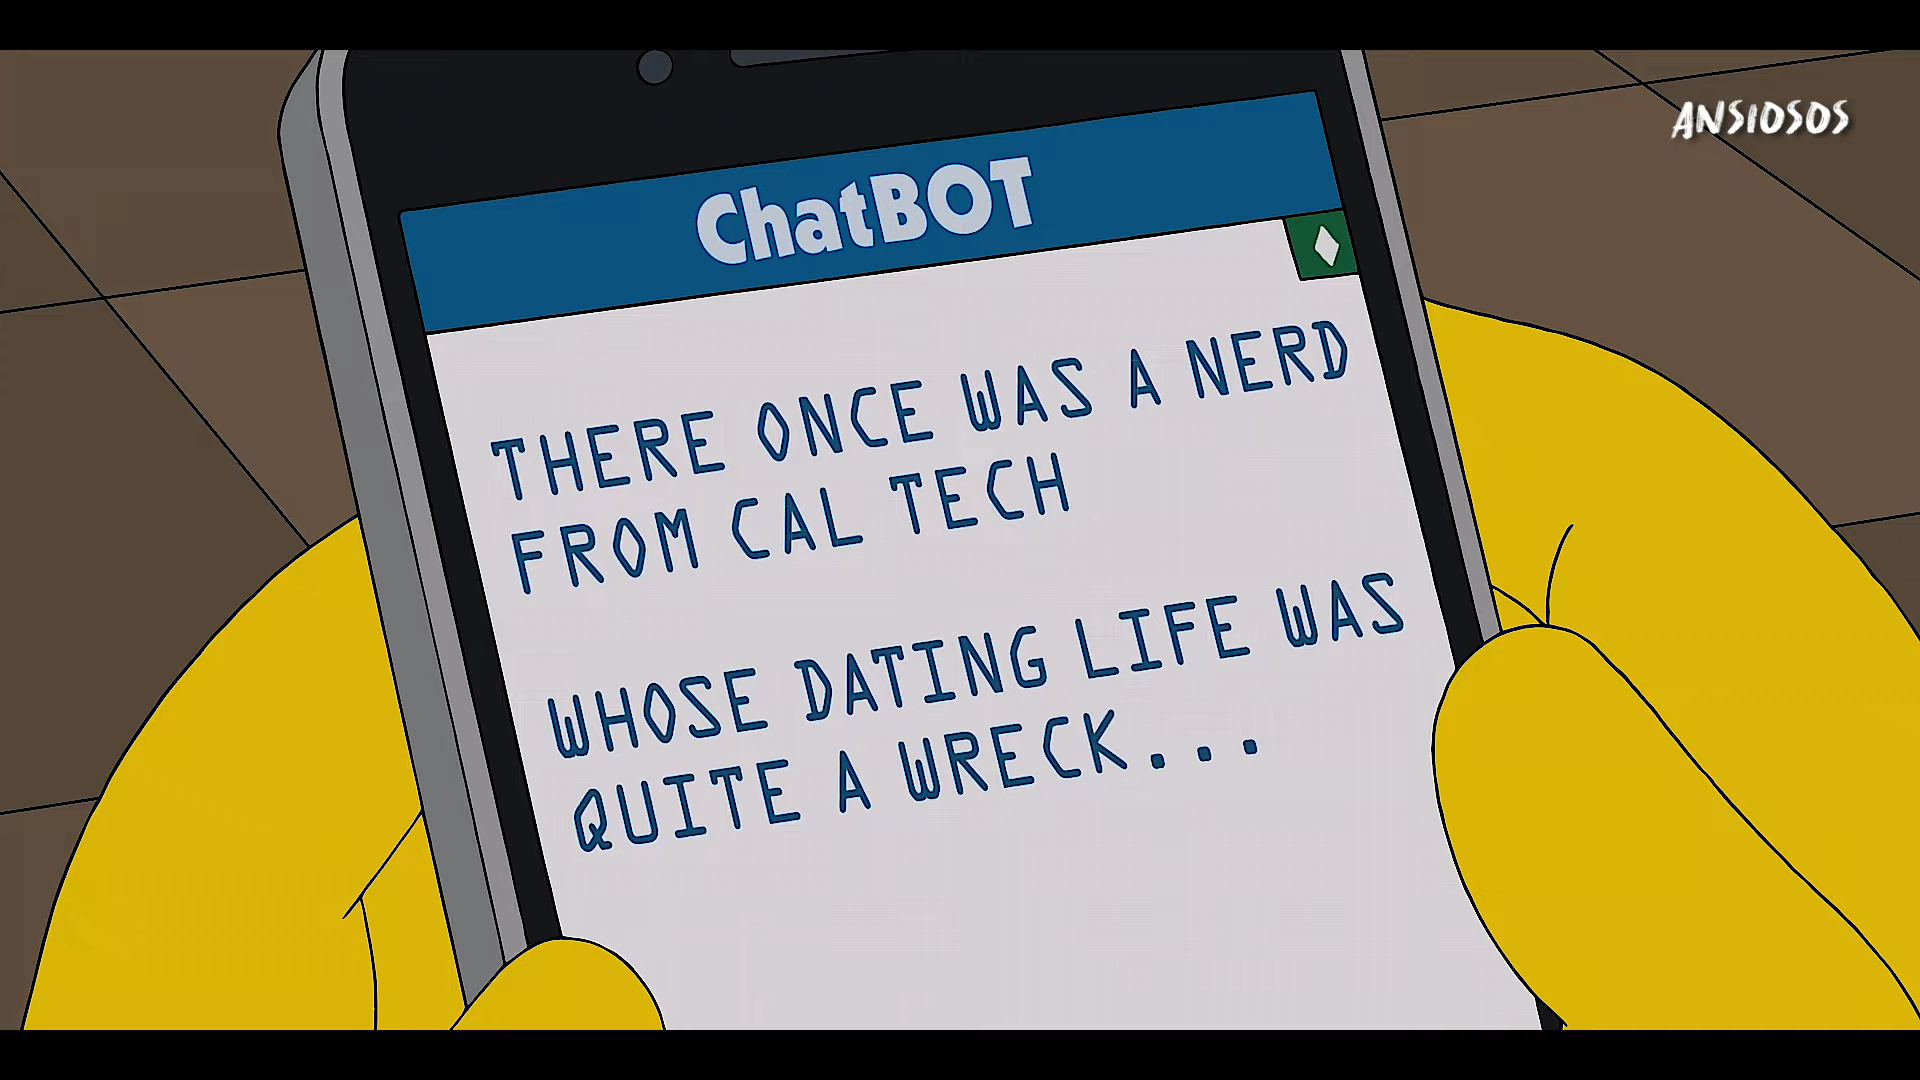 ANSIOSOS
ChatBOT
THERE ONCE WAS A NERD
FROM CAL TECH
WHOSE DATING LIFE WAS
QUITE A WRECK...